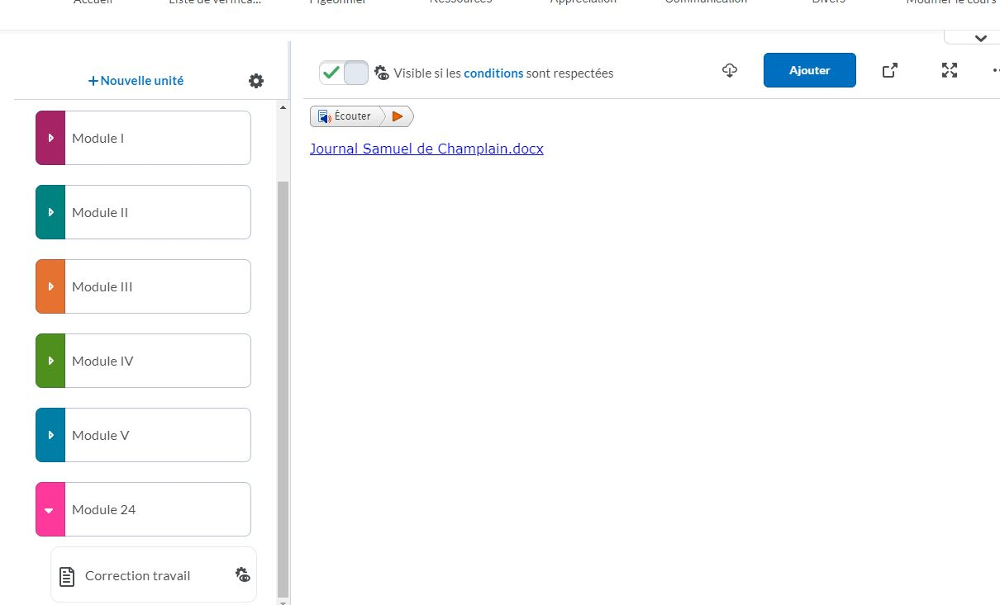 Accueil Liste de vérifica... Pigeonnier Ressources Appréciation Communication Divers Modifier le cours
+ Nouvelle unité
Module I
Module II
Module III
Module IV
Module V
Module 24
Correction travail
Visible si les conditions sont respectées
Ajouter
Écouter
Journal Samuel de Champlain.docx